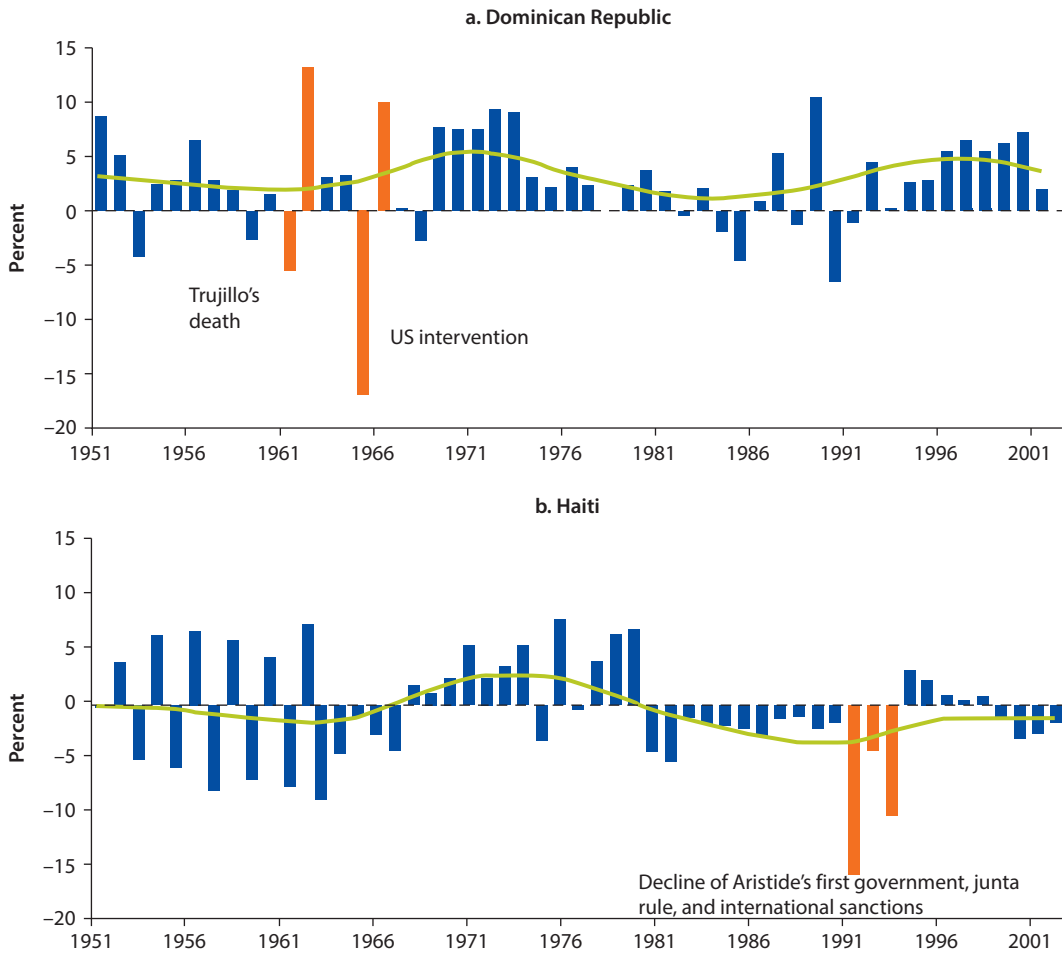 a. Dominican Republic
15
10
5
0
–5
–10
–15
–20
Percent
Trujillo’s
death
US intervention
1951 1956 1961 1966 1971 1976 1981 1986 1991 1996 2001
b. Haiti
15
10
5
0
–5
–10
–15
–20
Percent
Decline of Aristide’s first government, junta
rule, and international sanctions
1951 1956 1961 1966 1971 1976 1981 1986 1991 1996 2001